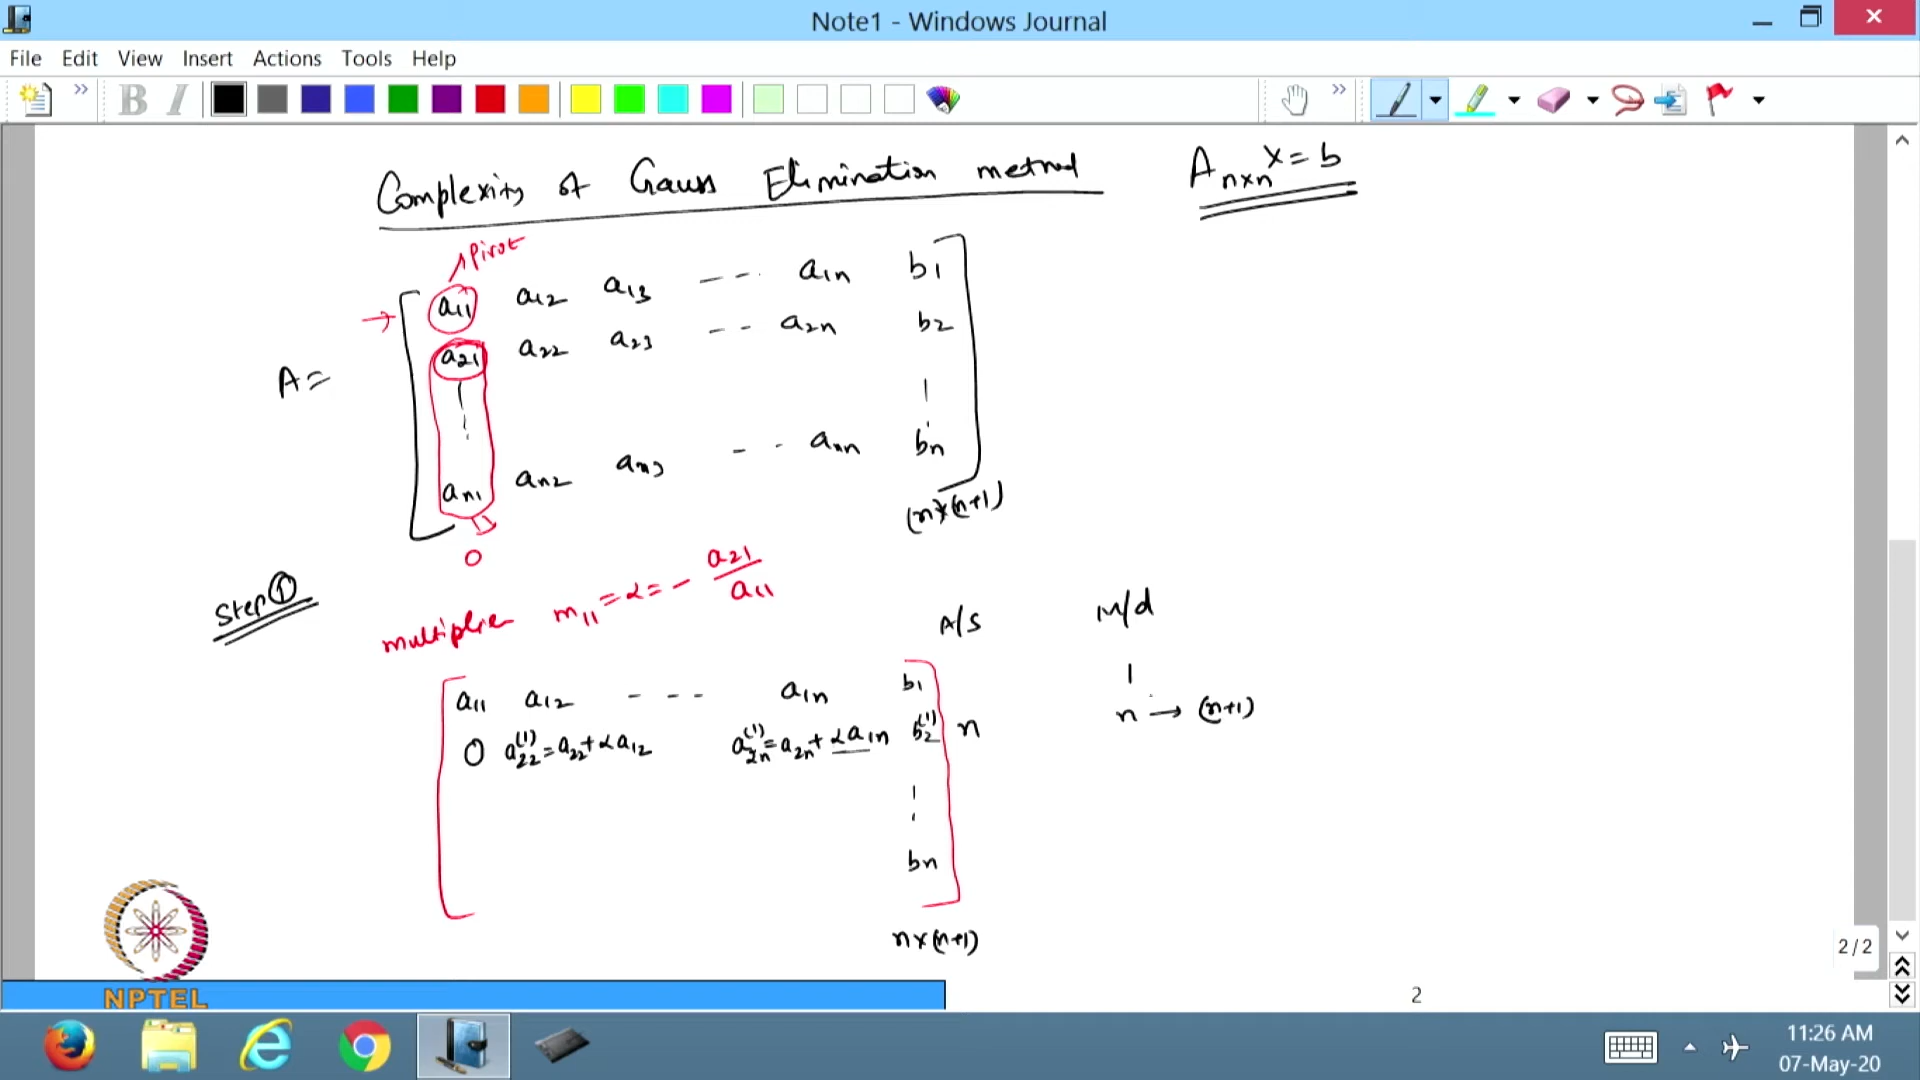 Note1 - Windows Journal
File Edit View Insert Actions Tools Help
B I
Complexity of Gauss Elimination method
A n×n x = b
Pivot
a11 a12 a13 -- - a1n b1
A = a21 a22 a23 -- - a2n b2
an1 an2 an3 - - ann bn
(n)×(n+1)
0
Step ①
multiplier m11 = α = - a21/a11
A/S M/d
a11 a12 - - - a1n b1 1
0 a22^(1) = a22 + αa12 a2n^(1) = a2n + αa1n b2^(1) n n → (n+1)
bn
n×(n+1)
NPTEL
2/2
2
11:26 AM
07-May-20